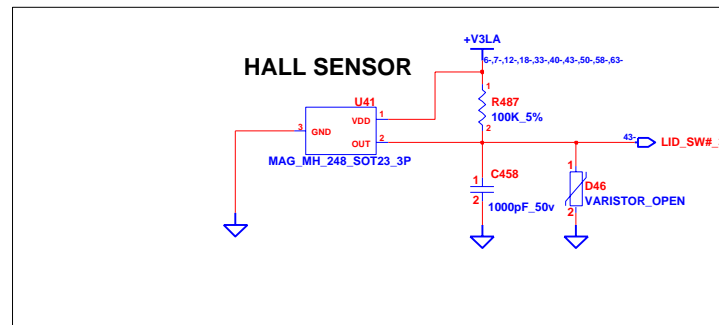 +V3LA
6-,7-,12-,18-,33-,40-,43-,50-,58-,63-
HALL SENSOR
1
R487
100K_5%
2
U41
1
VDD
3
GND
2
OUT
MAG_MH_248_SOT23_3P
43-
LID_SW#_
C458
1
2
1000pF_50v
1
D46
VARISTOR_OPEN
2